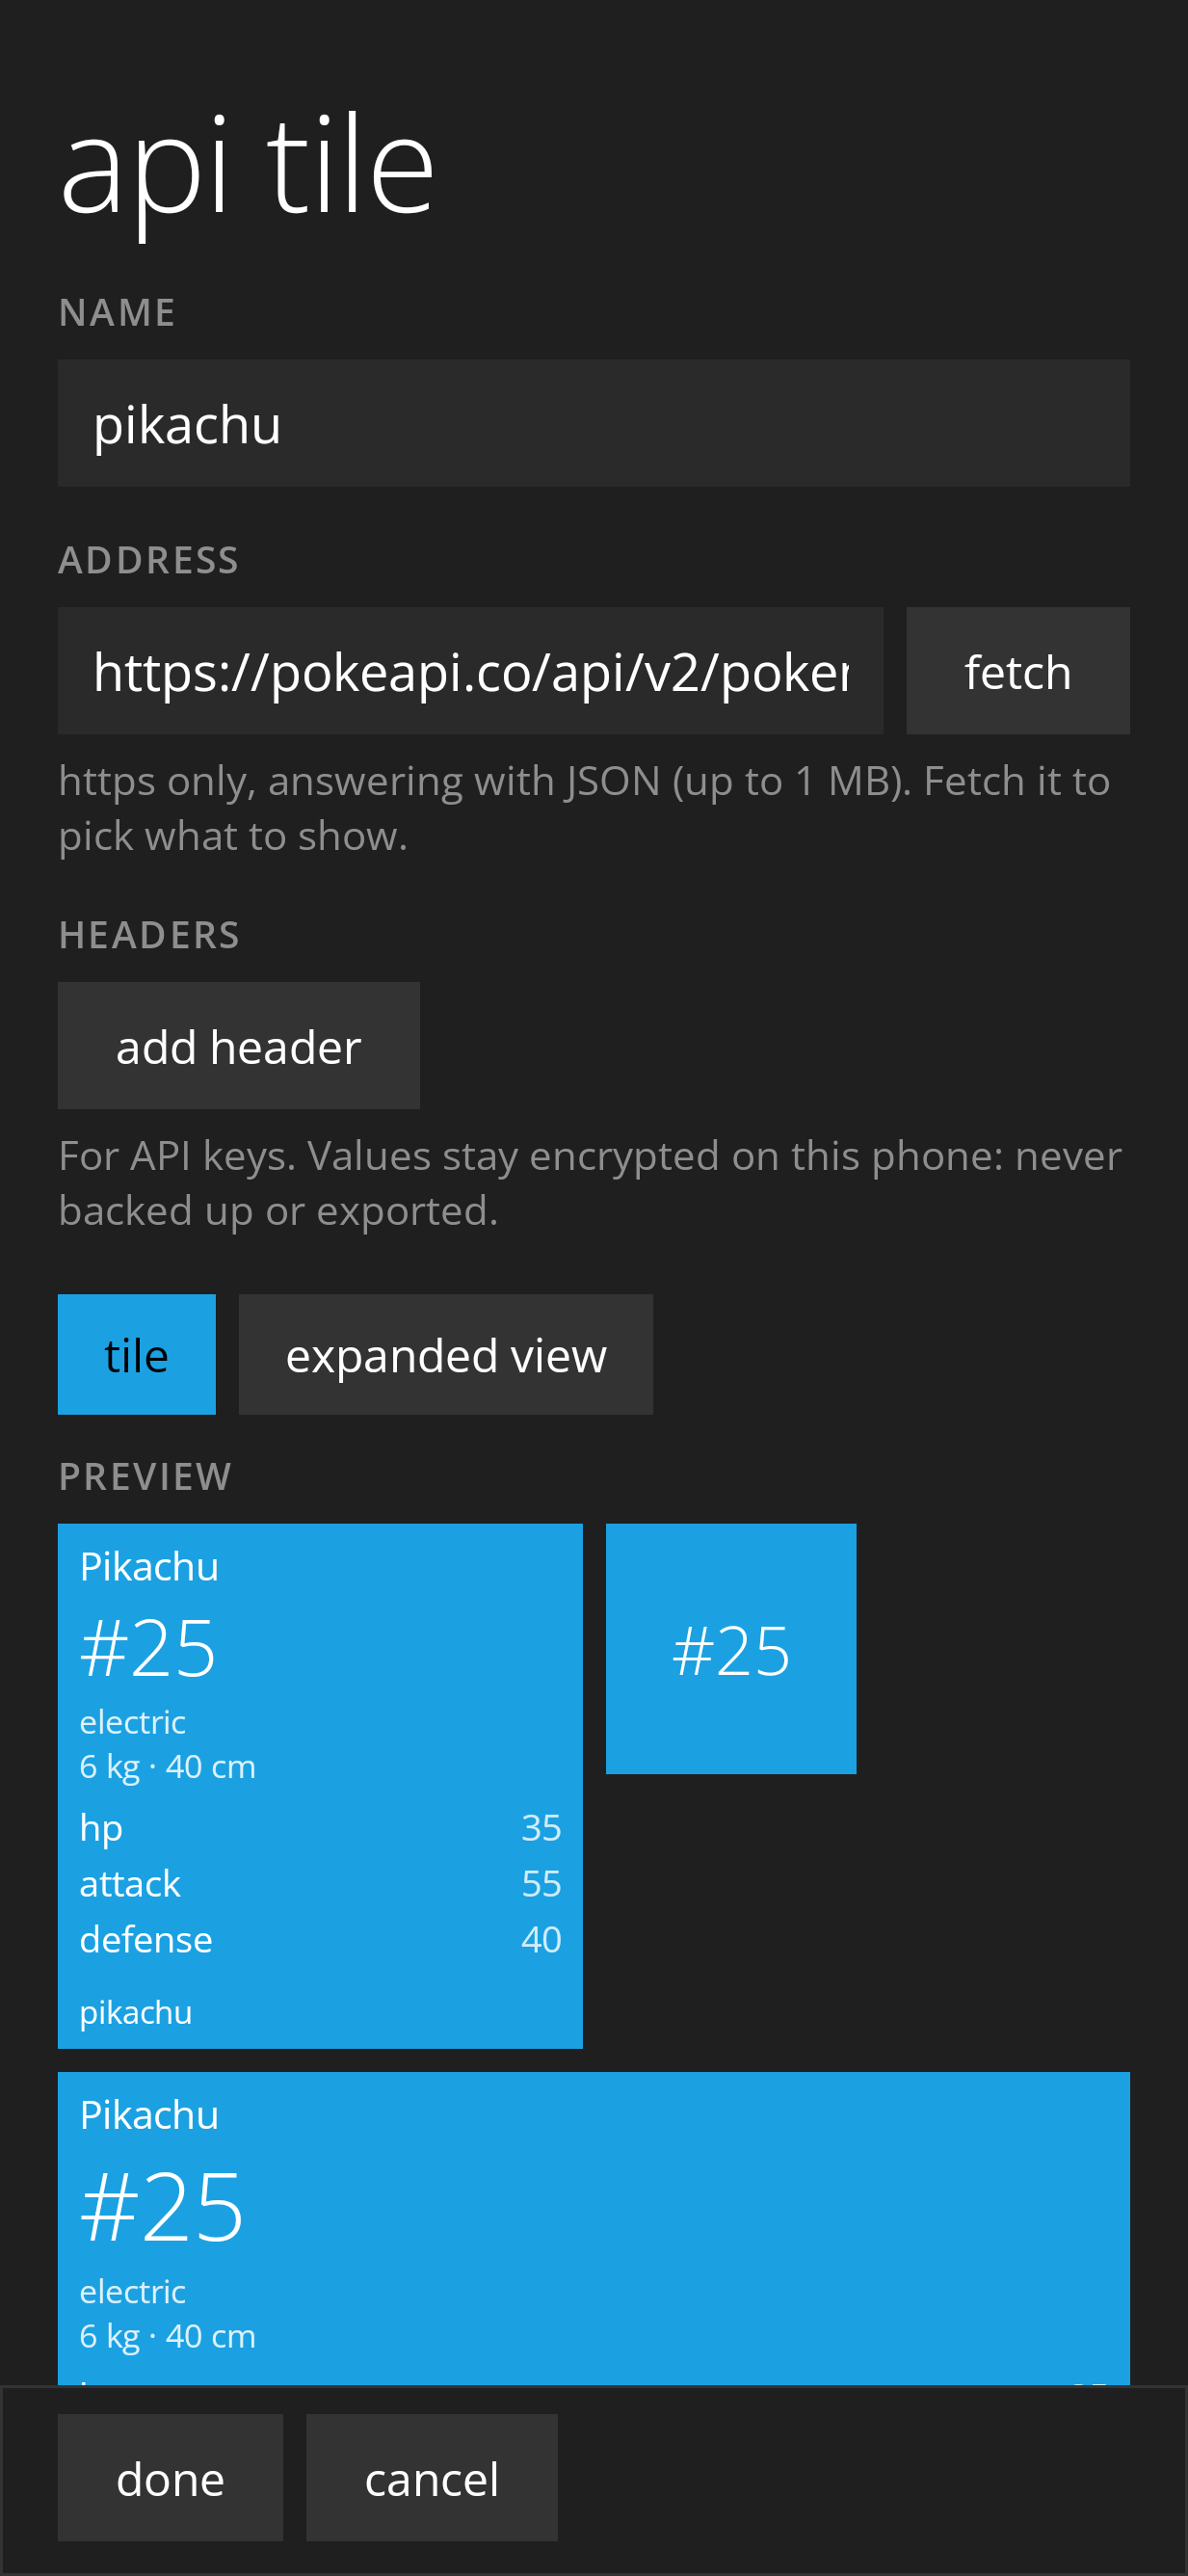 api tile
NAME
pikachu
ADDRESS
https://pokeapi.co/api/v2/poke
fetch
https only, answering with JSON (up to 1 MB). Fetch it to
pick what to show.
HEADERS
add header
For API keys. Values stay encrypted on this phone: never
backed up or exported.
tile
expanded view
PREVIEW
Pikachu
#25
electric
6 kg · 40 cm
hp 35
attack 55
defense 40
pikachu
#25
Pikachu
#25
electric
6 kg · 40 cm
done
cancel